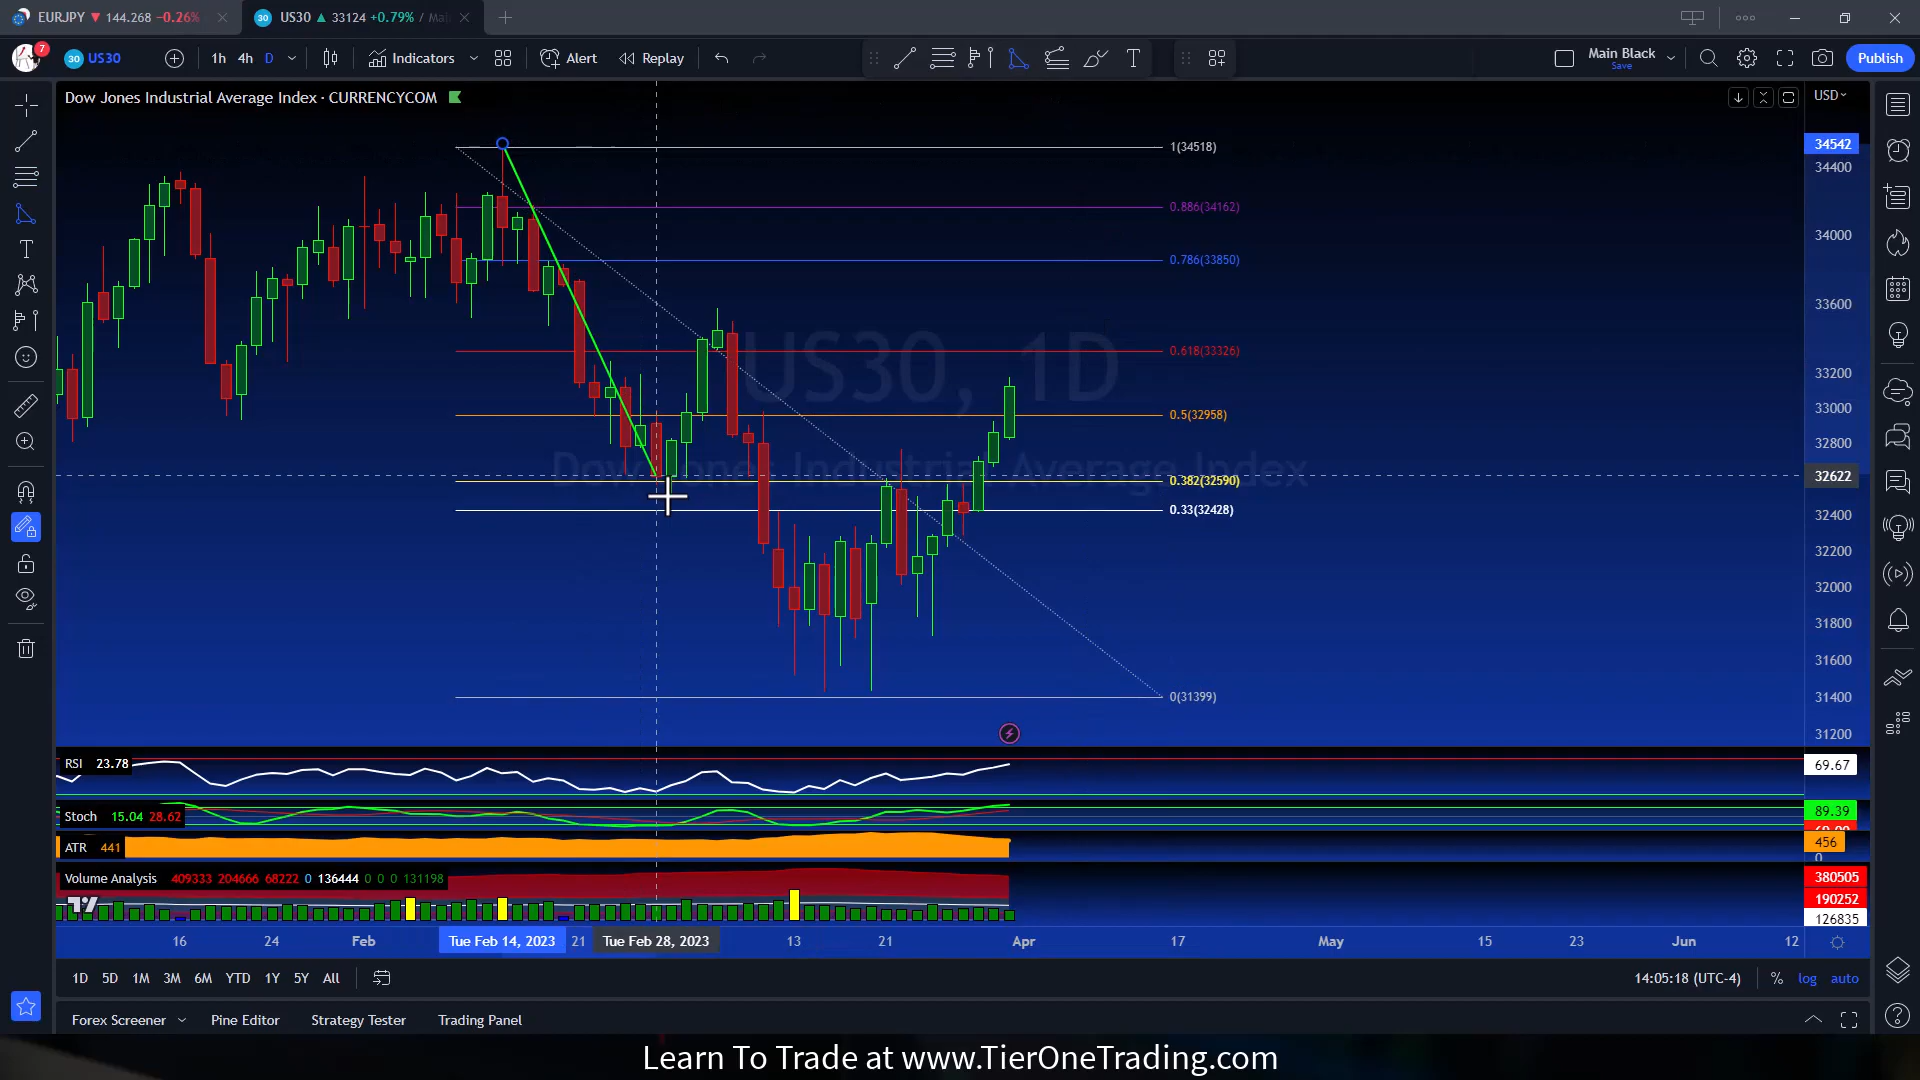 EURJPY ▼ 144.268 −0.26%
30 US30 ▲ 33124 +0.79% / Mai
7
30 US30
1h 4h D
Indicators
Alert
Replay
Main Black
Save
Publish
Dow Jones Industrial Average Index · CURRENCYCOM
USD
1(34518)
0.886(34162)
0.786(33850)
0.618(33326)
0.5(32958)
0.382(32590)
0.33(32428)
0(31399)
US30, 1D
Dow Jones Industrial Average Index
34542
34400
34000
33600
33200
33000
32800
32622
32400
32200
32000
31800
31600
31400
31200
RSI 23.78
69.67
Stoch 15.04 28.62
89.39
ATR 441
456
0
Volume Analysis 409333 204666 68222 0 136444 0 0 0 131198
380505
190252
126835
16 24 Feb Tue Feb 14, 2023 21 Tue Feb 28, 2023 13 21 Apr 17 May 15 23 Jun 12
1D 5D 1M 3M 6M YTD 1Y 5Y All
14:05:18 (UTC-4) % log auto
Forex Screener Pine Editor Strategy Tester Trading Panel
Learn To Trade at www.TierOneTrading.com